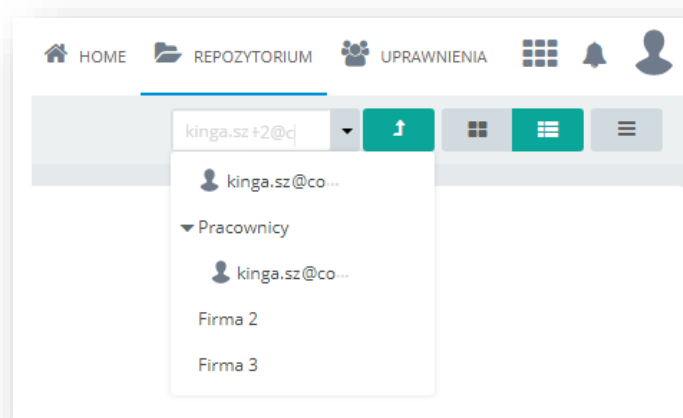 HOME REPOZYTORIUM UPRAWNIENIA
kinga.sz+2@c
kinga.sz@co...
Pracownicy
kinga.sz@co...
Firma 2
Firma 3